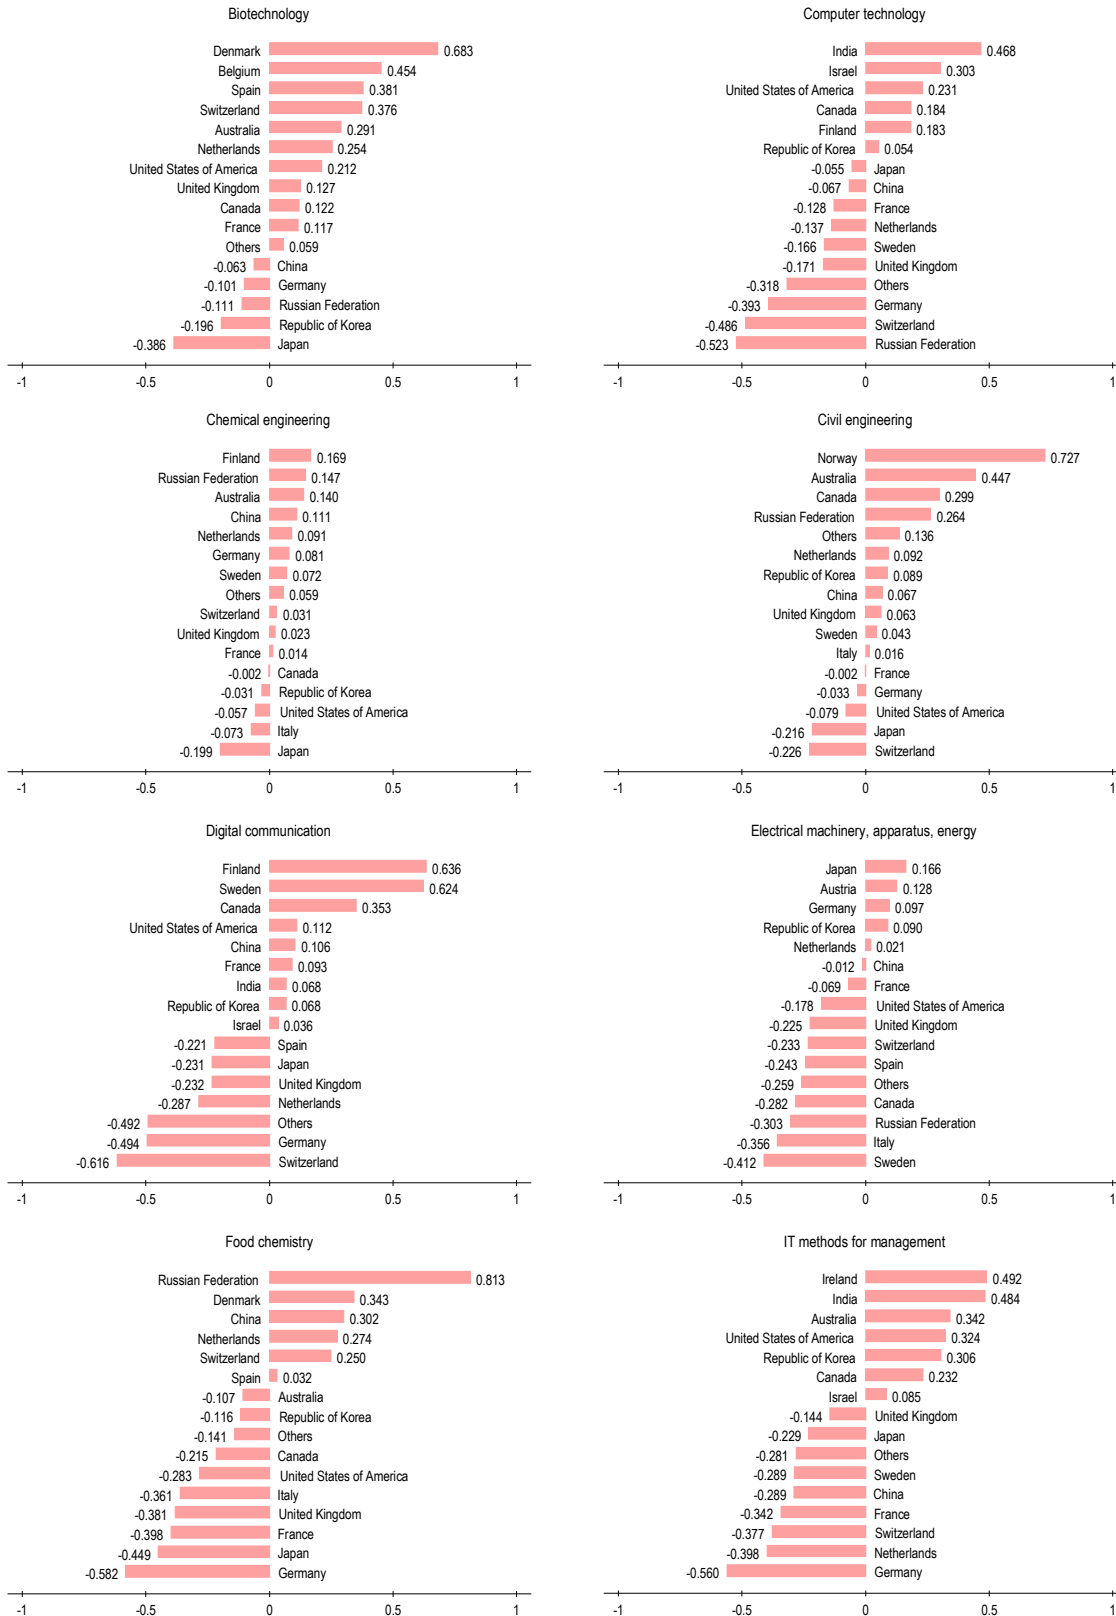 Biotechnology
Denmark 0.683
Belgium 0.454
Spain 0.381
Switzerland 0.376
Australia 0.291
Netherlands 0.254
United States of America 0.212
United Kingdom 0.127
Canada 0.122
France 0.117
Others 0.059
-0.063 China
-0.101 Germany
-0.111 Russian Federation
-0.196 Republic of Korea
-0.386 Japan
-1 -0.5 0 0.5 1
Computer technology
India 0.468
Israel 0.303
United States of America 0.231
Canada 0.184
Finland 0.183
Republic of Korea 0.054
-0.055 Japan
-0.067 China
-0.128 France
-0.137 Netherlands
-0.166 Sweden
-0.171 United Kingdom
-0.318 Others
-0.393 Germany
-0.486 Switzerland
-0.523 Russian Federation
-1 -0.5 0 0.5 1
Chemical engineering
Finland 0.169
Russian Federation 0.147
Australia 0.140
China 0.111
Netherlands 0.091
Germany 0.081
Sweden 0.072
Others 0.059
Switzerland 0.031
United Kingdom 0.023
France 0.014
-0.002 Canada
-0.031 Republic of Korea
-0.057 United States of America
-0.073 Italy
-0.199 Japan
-1 -0.5 0 0.5 1
Civil engineering
Norway 0.727
Australia 0.447
Canada 0.299
Russian Federation 0.264
Others 0.136
Netherlands 0.092
Republic of Korea 0.089
China 0.067
United Kingdom 0.063
Sweden 0.043
Italy 0.016
-0.002 France
-0.033 Germany
-0.079 United States of America
-0.216 Japan
-0.226 Switzerland
-1 -0.5 0 0.5 1
Digital communication
Finland 0.636
Sweden 0.624
Canada 0.353
United States of America 0.112
China 0.106
France 0.093
India 0.068
Republic of Korea 0.068
Israel 0.036
-0.221 Spain
-0.231 Japan
-0.232 United Kingdom
-0.287 Netherlands
-0.492 Others
-0.494 Germany
-0.616 Switzerland
-1 -0.5 0 0.5 1
Electrical machinery, apparatus, energy
Japan 0.166
Austria 0.128
Germany 0.097
Republic of Korea 0.090
Netherlands 0.021
-0.012 China
-0.069 France
-0.178 United States of America
-0.225 United Kingdom
-0.233 Switzerland
-0.243 Spain
-0.259 Others
-0.282 Canada
-0.303 Russian Federation
-0.356 Italy
-0.412 Sweden
-1 -0.5 0 0.5 1
Food chemistry
Russian Federation 0.813
Denmark 0.343
China 0.302
Netherlands 0.274
Switzerland 0.250
Spain 0.032
-0.107 Australia
-0.116 Republic of Korea
-0.141 Others
-0.215 Canada
-0.283 United States of America
-0.361 Italy
-0.381 United Kingdom
-0.398 France
-0.449 Japan
-0.582 Germany
-1 -0.5 0 0.5 1
IT methods for management
Ireland 0.492
India 0.484
Australia 0.342
United States of America 0.324
Republic of Korea 0.306
Canada 0.232
Israel 0.085
-0.144 United Kingdom
-0.229 Japan
-0.281 Others
-0.289 Sweden
-0.289 China
-0.342 France
-0.377 Switzerland
-0.398 Netherlands
-0.560 Germany
-1 -0.5 0 0.5 1